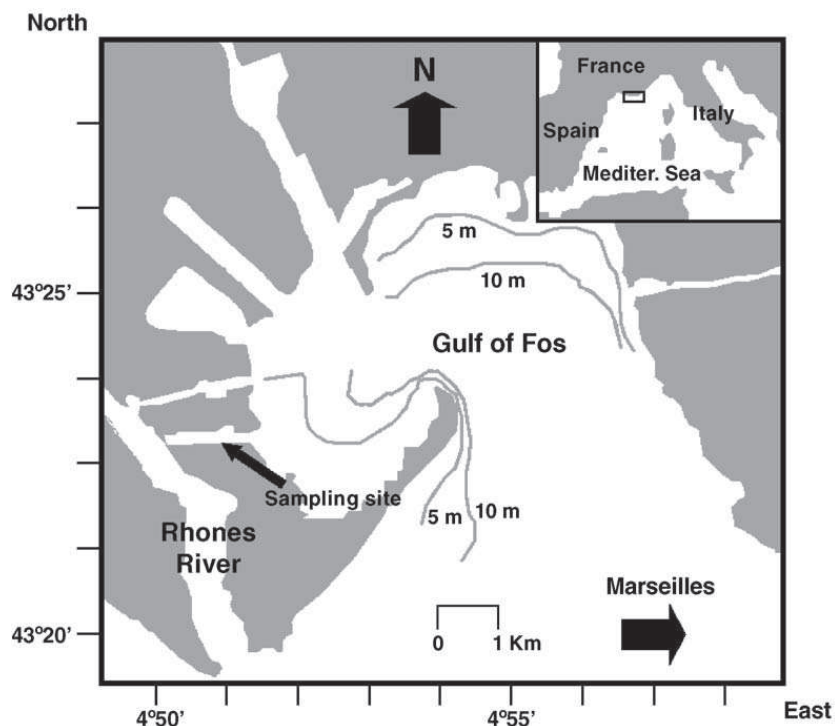 North
N
France
Spain
Italy
Mediter. Sea
5 m
10 m
43°25’
Gulf of Fos
Sampling site
5 m
10 m
Rhones
River
Marseilles
0 1 Km
43°20’
4°50’
4°55’
East